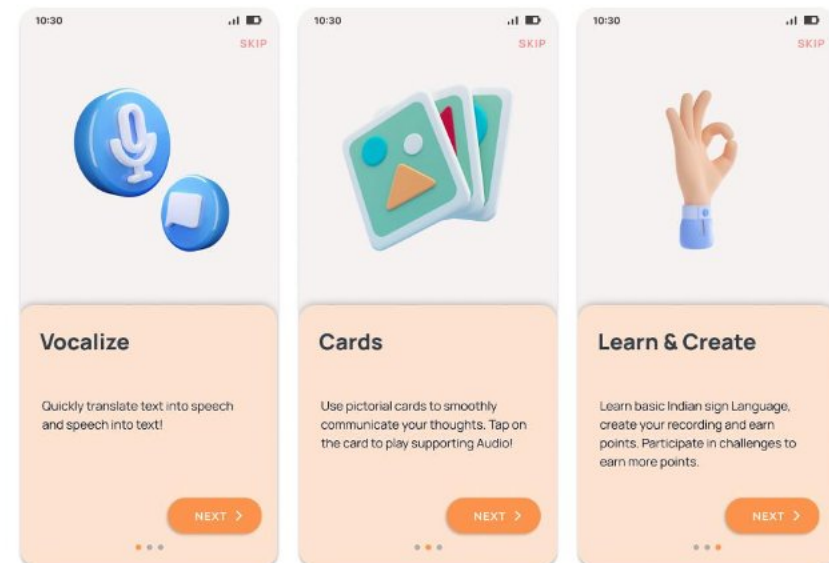 10:30
SKIP
Vocalize
Quickly translate text into speech
and speech into text!
NEXT >
10:30
SKIP
Cards
Use pictorial cards to smoothly
communicate your thoughts. Tap on
the card to play supporting Audio!
NEXT >
10:30
SKIP
Learn & Create
Learn basic Indian sign Language,
create your recording and earn
points. Participate in challenges to
earn more points.
NEXT >